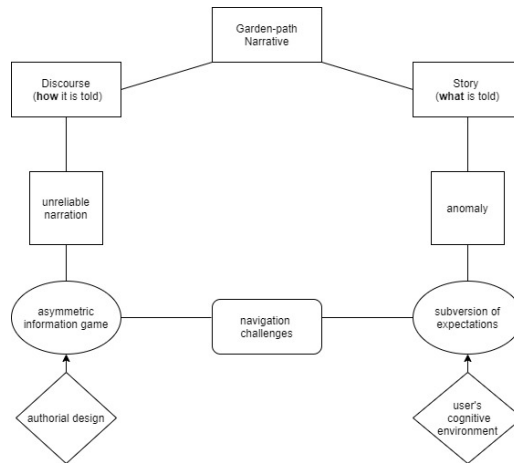 Garden-path
Narrative
Discourse
(how it is told)
Story
(what is told)
unreliable
narration
anomaly
asymmetric
information game
navigation
challenges
subversion of
expectations
authorial design
user's
cognitive
environment